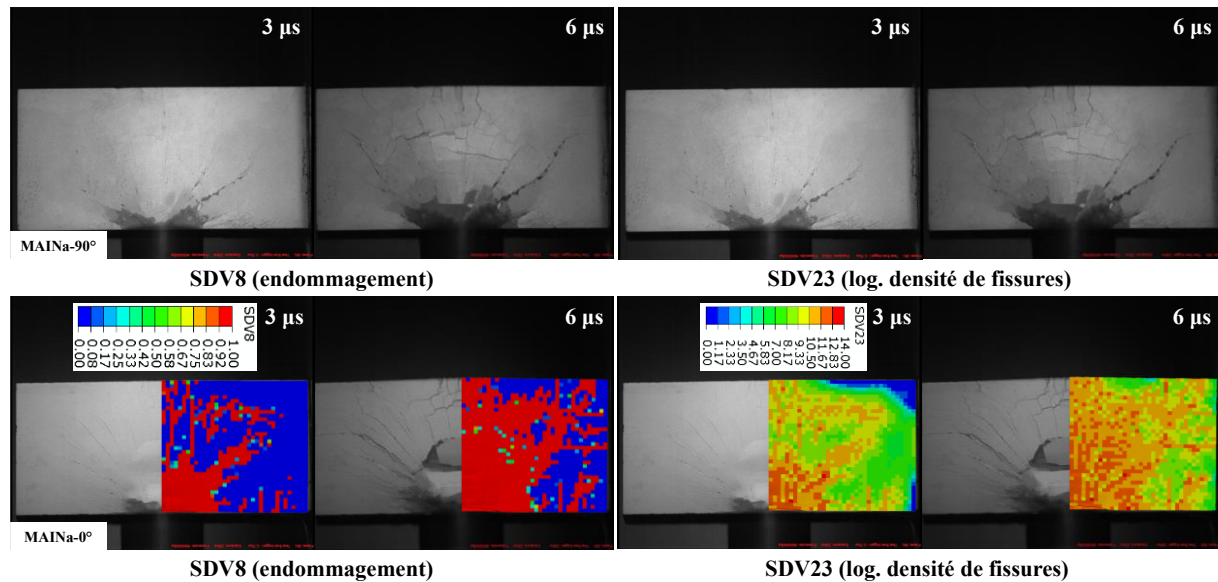 3 µs 6 µs 3 µs 6 µs
MAINa-90°
SDV8 (endommagement) SDV23 (log. densité de fissures)
3 µs 6 µs 3 µs 6 µs
SDV8
0.00 0.08 0.17 0.25 0.33 0.42 0.50 0.58 0.67 0.75 0.83 0.92 1.00
SDV23
0.00 1.17 2.33 3.50 4.67 5.83 7.00 8.17 9.33 10.50 11.67 12.83 14.00
MAINa-0°
SDV8 (endommagement) SDV23 (log. densité de fissures)